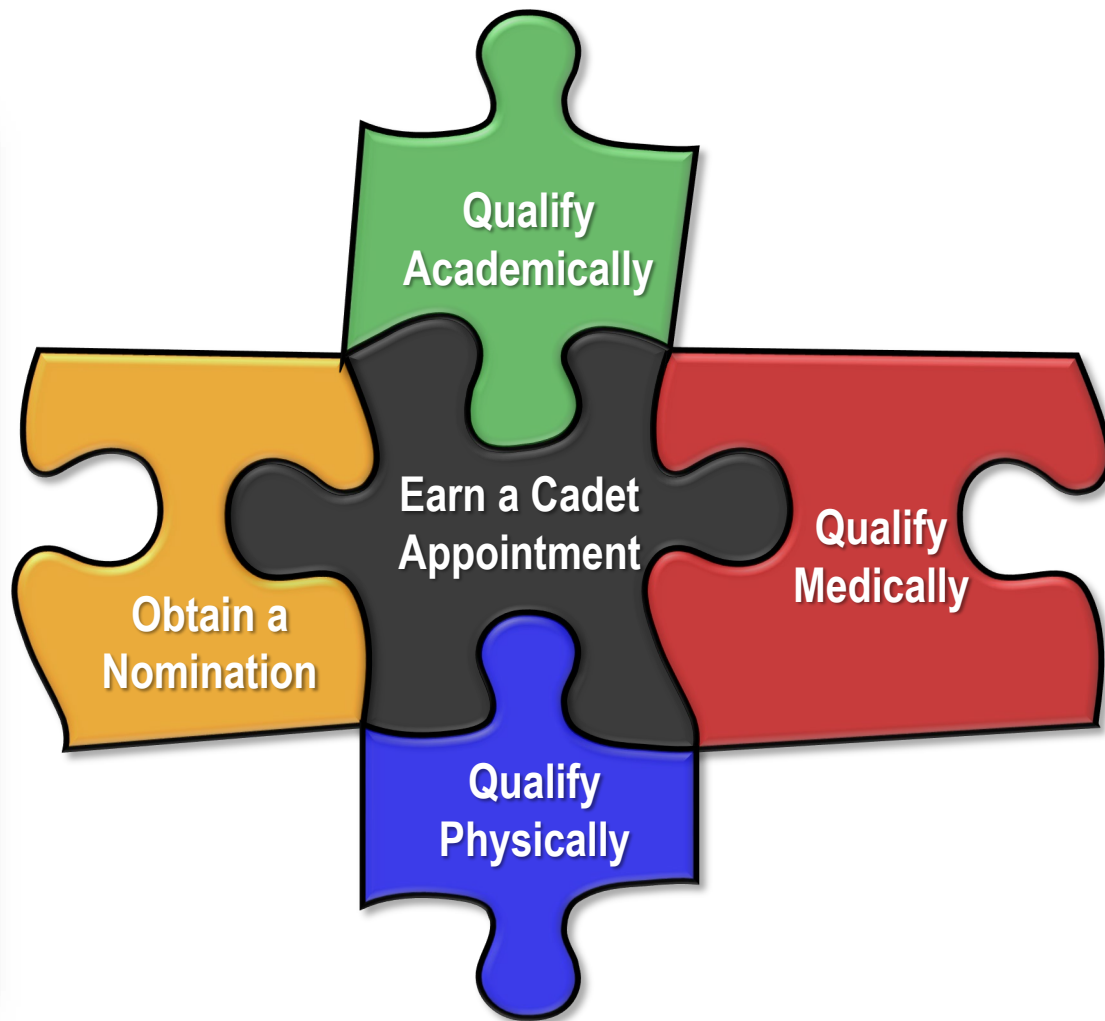 Qualify
Academically
Earn a Cadet
Appointment
Qualify
Medically
Obtain a
Nomination
Qualify
Physically